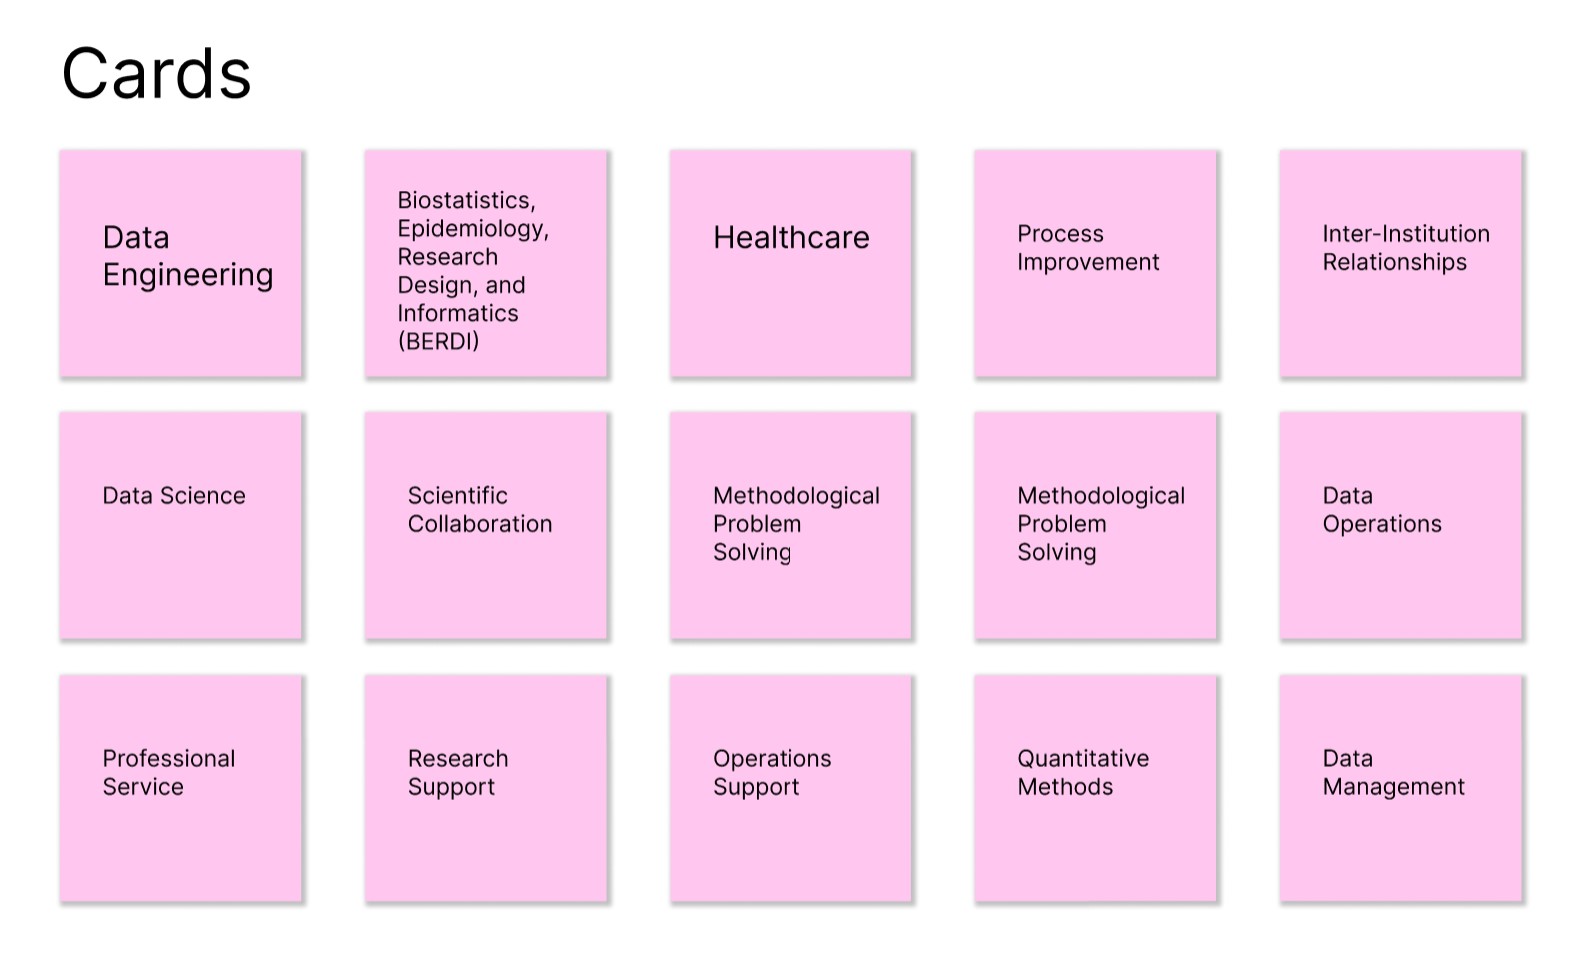 Cards
Data
Engineering
Biostatistics,
Epidemiology,
Research
Design, and
Informatics
(BERDI)
Healthcare
Process
Improvement
Inter-Institution
Relationships
Data Science
Scientific
Collaboration
Methodological
Problem
Solving
Methodological
Problem
Solving
Data
Operations
Professional
Service
Research
Support
Operations
Support
Quantitative
Methods
Data
Management